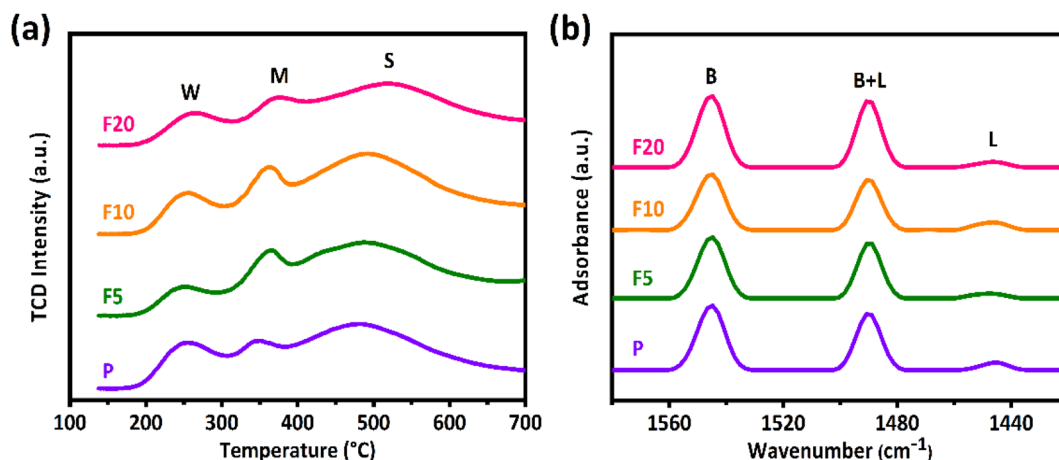 (a)
TCD Intensity (a.u.)
W
M
S
F20
F10
F5
P
100 200 300 400 500 600 700
Temperature (°C)
(b)
Adsorbance (a.u.)
B
B+L
L
F20
F10
F5
P
1560 1520 1480 1440
Wavenumber (cm⁻¹)